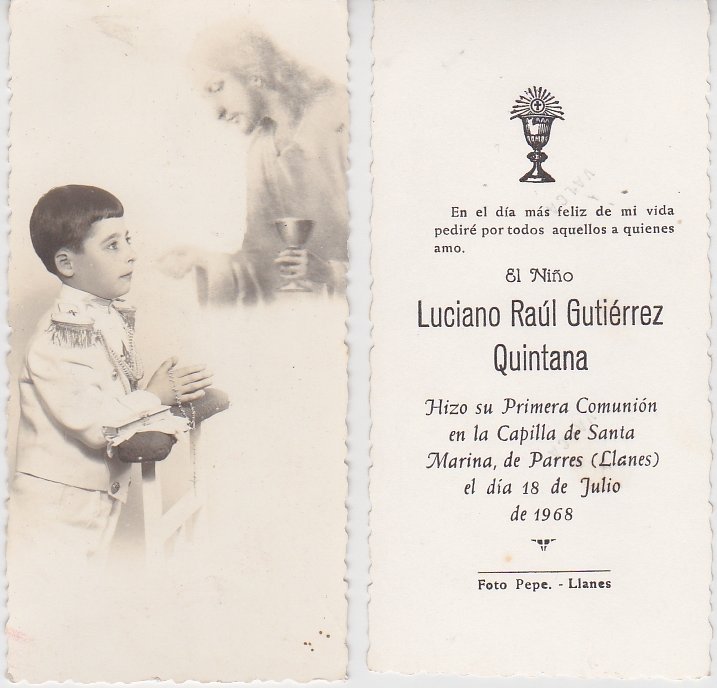 En el día más feliz de mi vida
pediré por todos aquellos a quienes
amo.
El Niño
Luciano Raúl Gutiérrez
Quintana
Hizo su Primera Comunión
en la Capilla de Santa
Marina, de Parres (Llanes)
el día 18 de Julio
de 1968
Foto Pepe. - Llanes